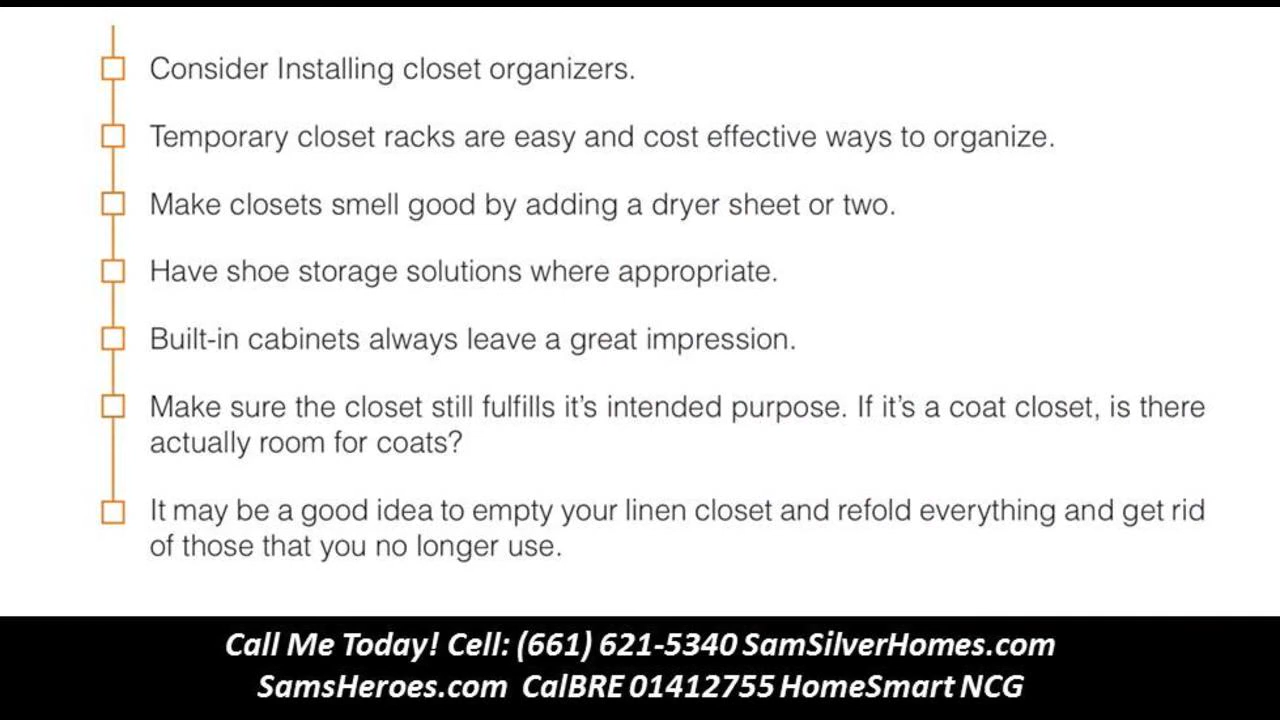 Consider Installing closet organizers.
Temporary closet racks are easy and cost effective ways to organize.
Make closets smell good by adding a dryer sheet or two.
Have shoe storage solutions where appropriate.
Built-in cabinets always leave a great impression.
Make sure the closet still fulfills it’s intended purpose. If it’s a coat closet, is there
actually room for coats?
It may be a good idea to empty your linen closet and refold everything and get rid
of those that you no longer use.
Call Me Today! Cell: (661) 621-5340 SamSilverHomes.com
SamsHeroes.com CalBRE 01412755 HomeSmart NCG